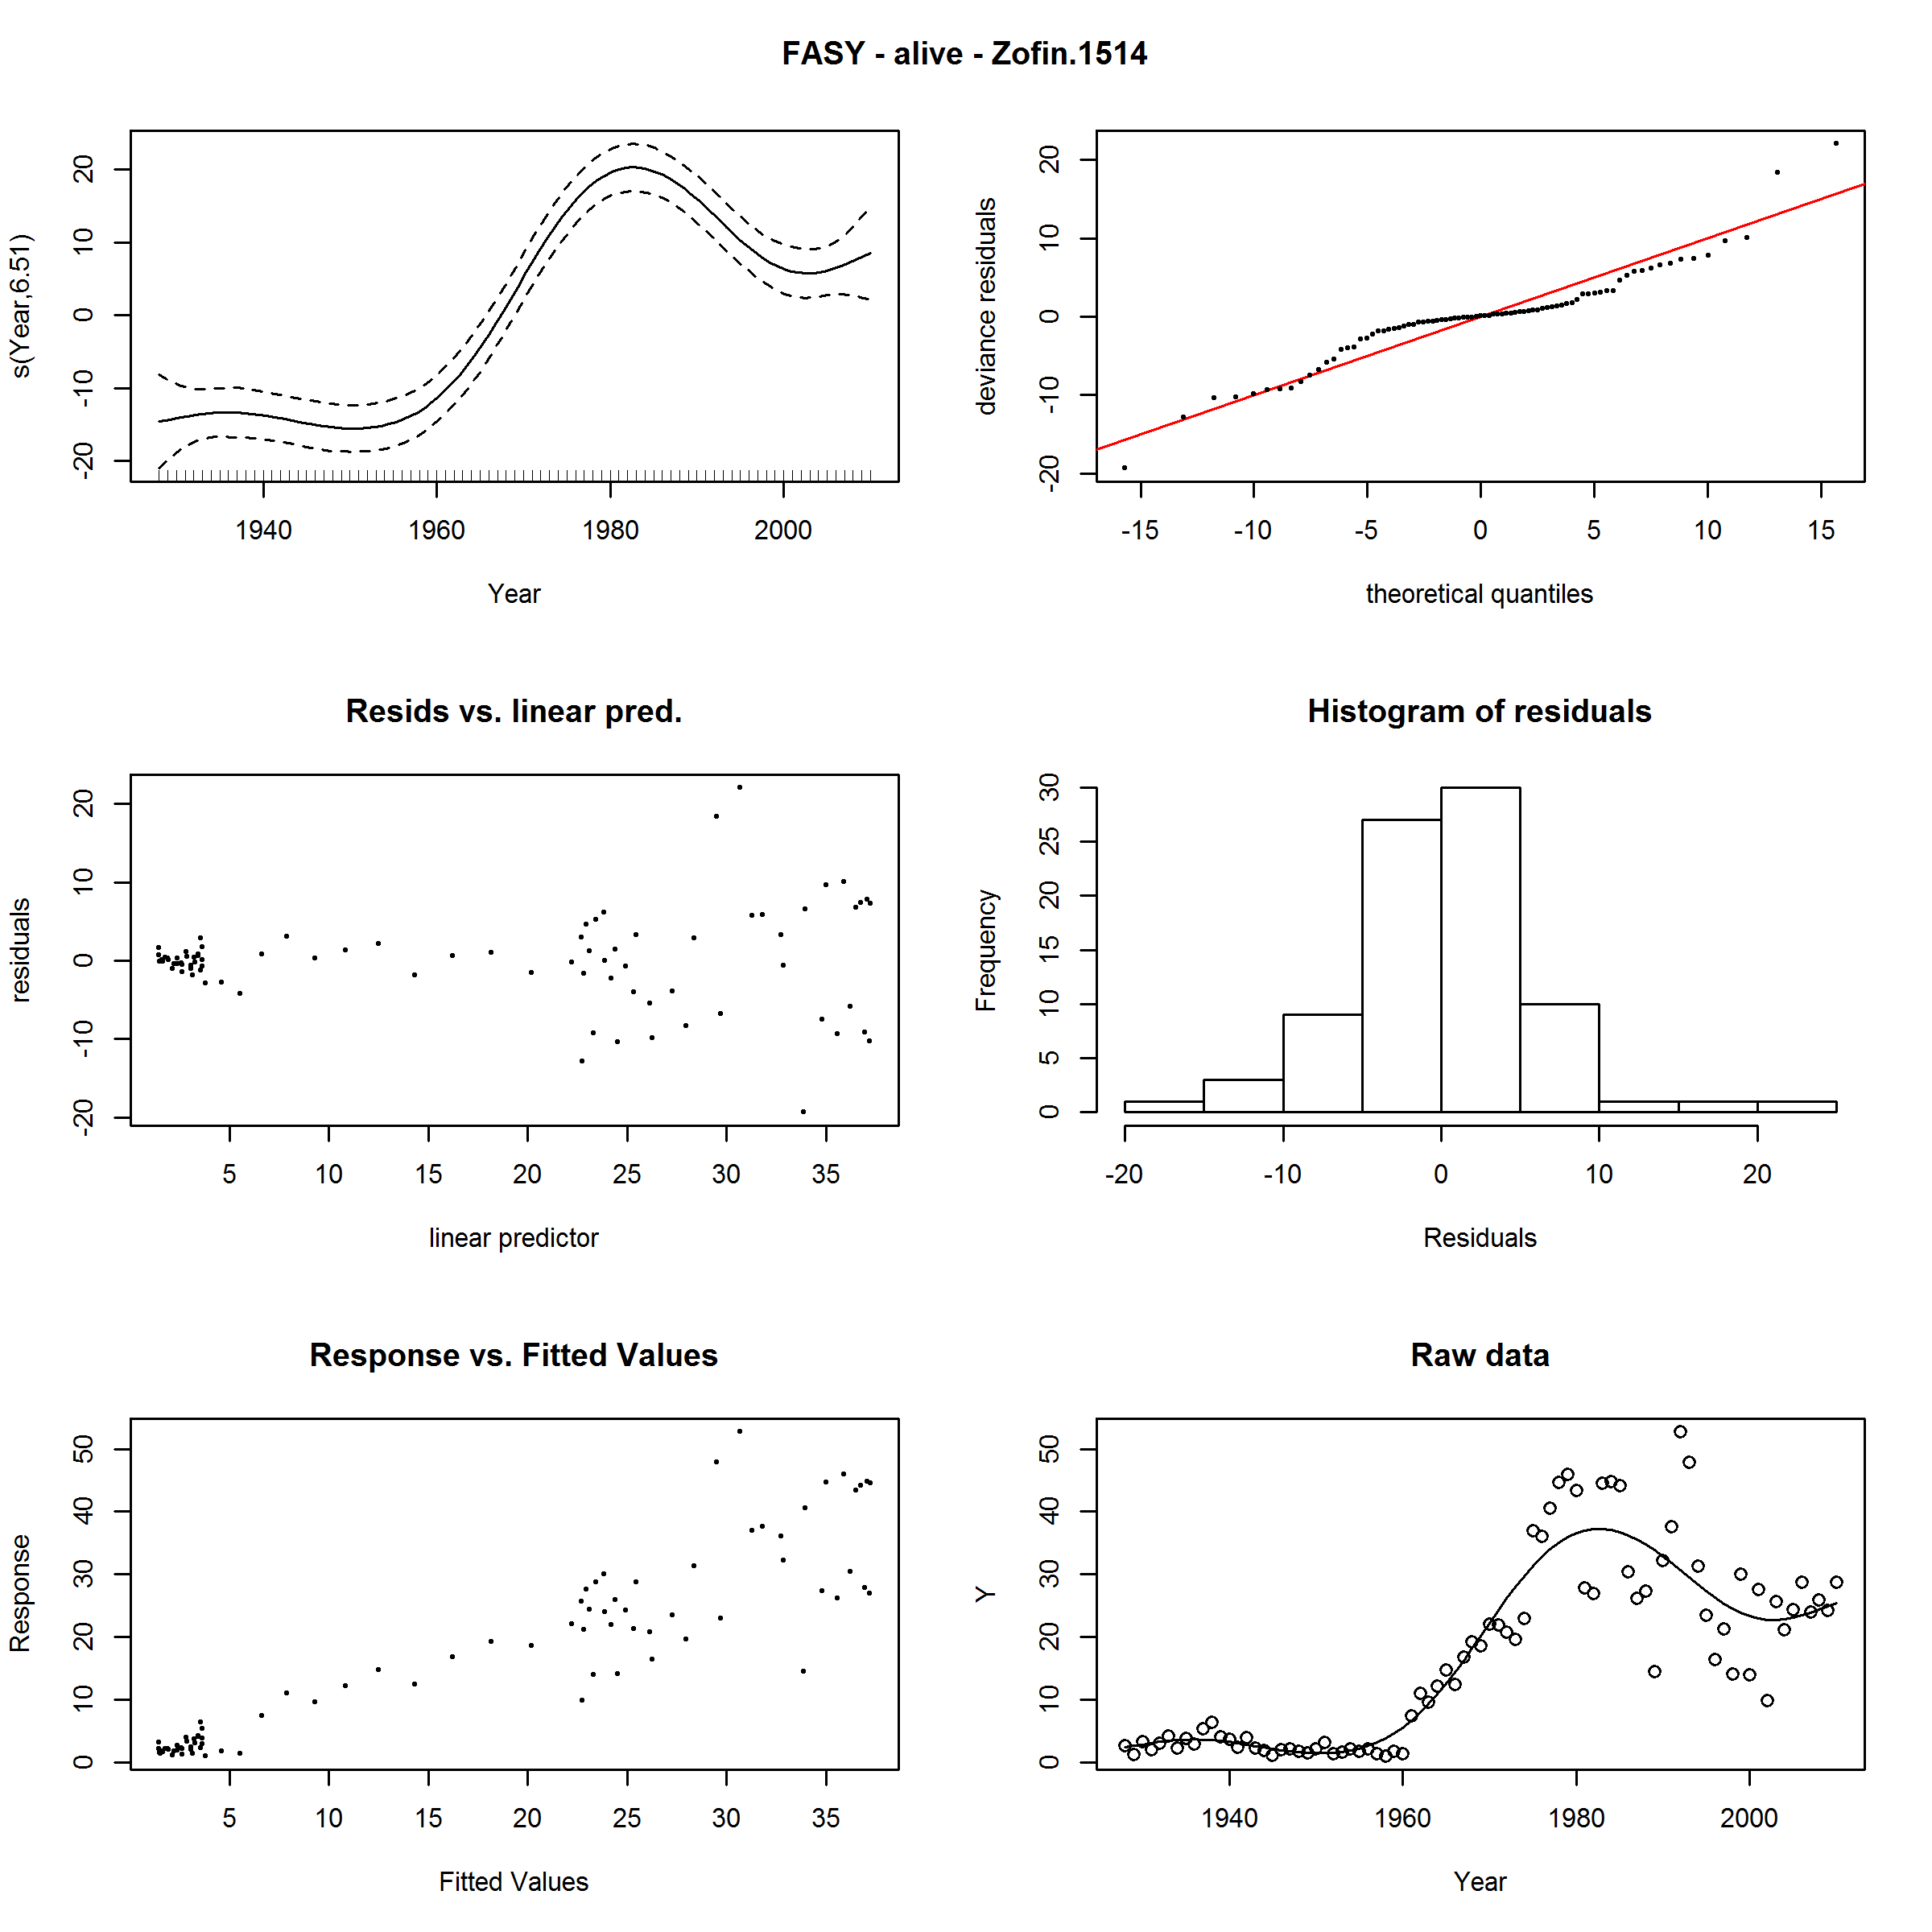 FASY - alive - Zofin.1514
s(Year,6.51)
20
10
0
-10
-20
1940 1960 1980 2000
Year
deviance residuals
20
10
0
-10
-20
-15 -10 -5 0 5 10 15
theoretical quantiles
Resids vs. linear pred.
residuals
20
10
0
-10
-20
5 10 15 20 25 30 35
linear predictor
Histogram of residuals
Frequency
30
25
20
15
10
5
0
-20 -10 0 10 20
Residuals
Response vs. Fitted Values
Response
50
40
30
20
10
0
5 10 15 20 25 30 35
Fitted Values
Raw data
Y
50
40
30
20
10
0
1940 1960 1980 2000
Year